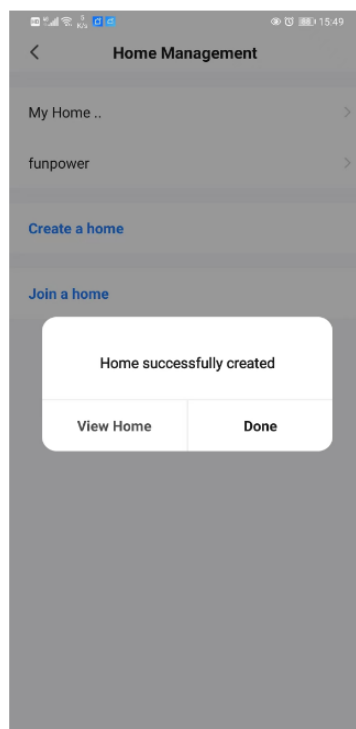 15:49
Home Management
My Home ..
funpower
Create a home
Join a home
Home successfully created
View Home
Done